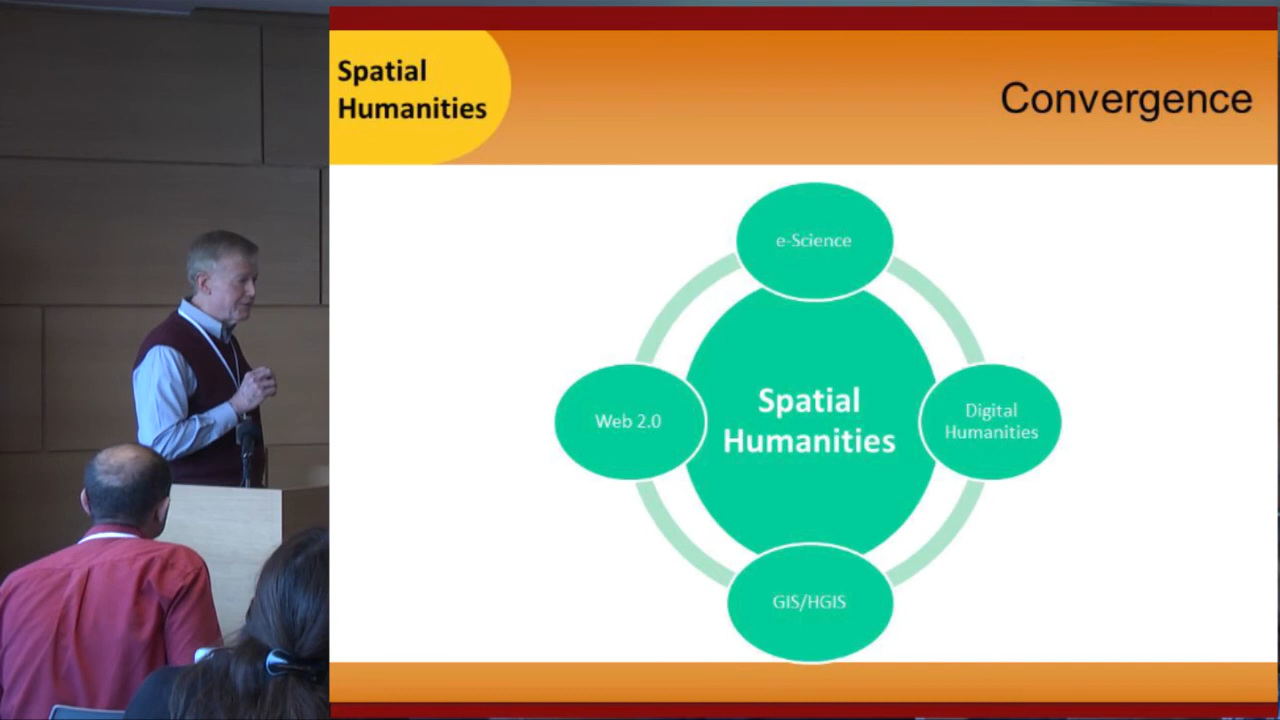 Spatial
Humanities
Convergence
e-Science
Web 2.0
Spatial
Humanities
Digital
Humanities
GIS/HGIS